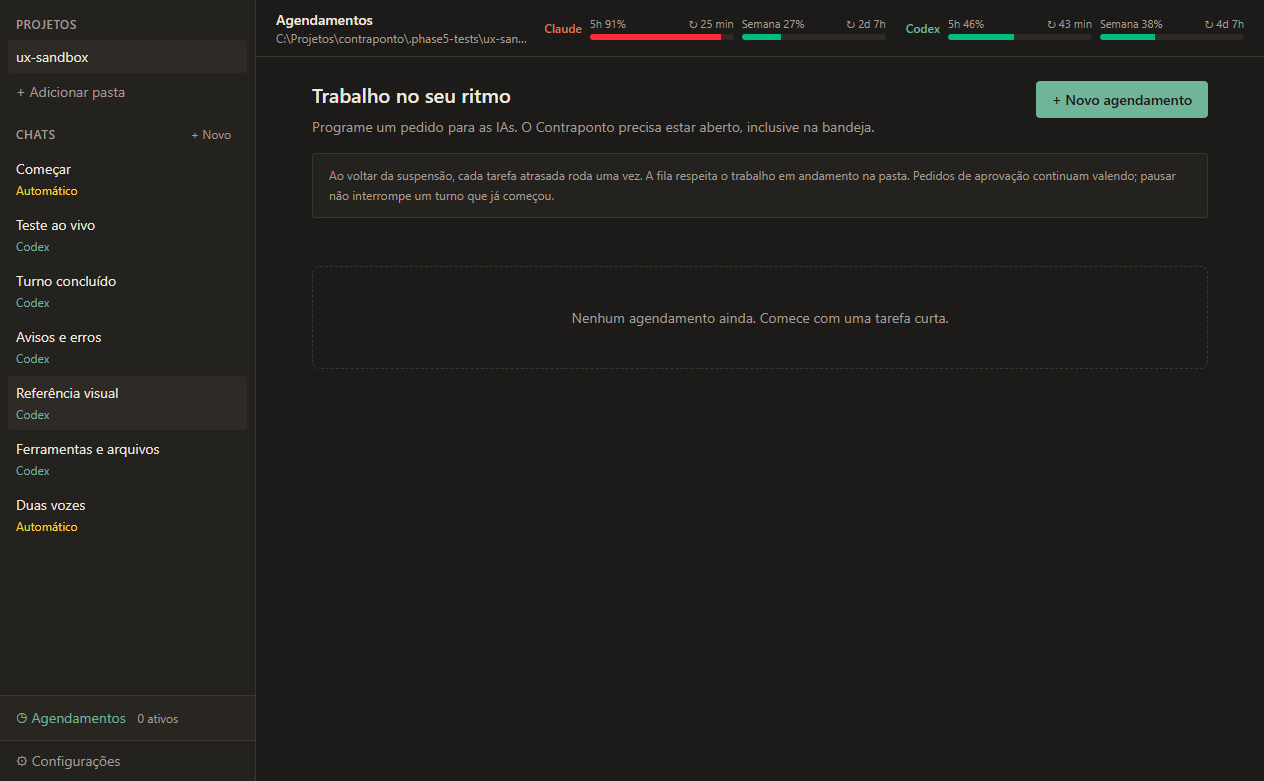 PROJETOS
ux-sandbox
+ Adicionar pasta
CHATS
+ Novo
Começar
Automático
Teste ao vivo
Codex
Turno concluído
Codex
Avisos e erros
Codex
Referência visual
Codex
Ferramentas e arquivos
Codex
Duas vozes
Automático
Agendamentos 0 ativos
Configurações
Agendamentos
C:\Projetos\contraponto\.phase5-tests\ux-san...
Claude 5h 91% ↻ 25 min Semana 27% ↻ 2d 7h
Codex 5h 46% ↻ 43 min Semana 38% ↻ 4d 7h
Trabalho no seu ritmo
+ Novo agendamento
Programe um pedido para as IAs. O Contraponto precisa estar aberto, inclusive na bandeja.
Ao voltar da suspensão, cada tarefa atrasada roda uma vez. A fila respeita o trabalho em andamento na pasta. Pedidos de aprovação continuam valendo; pausar
não interrompe um turno que já começou.
Nenhum agendamento ainda. Comece com uma tarefa curta.